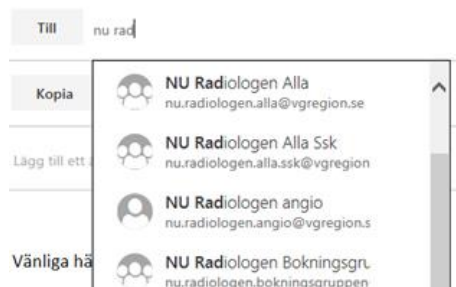 Till nu rad
NU Radiologen Alla
Kopia
nu.radiologen.alla@vgregion.se
NU Radiologen Alla Ssk
Lägg till ett
nu.radiologen.alla.ssk@vgregion
NU Radiologen angio
nu.radiologen.angio@vgregion.s
Vänliga hä
NU Radiologen Bokningsgru
nu.radiologen.bokningsgruppen